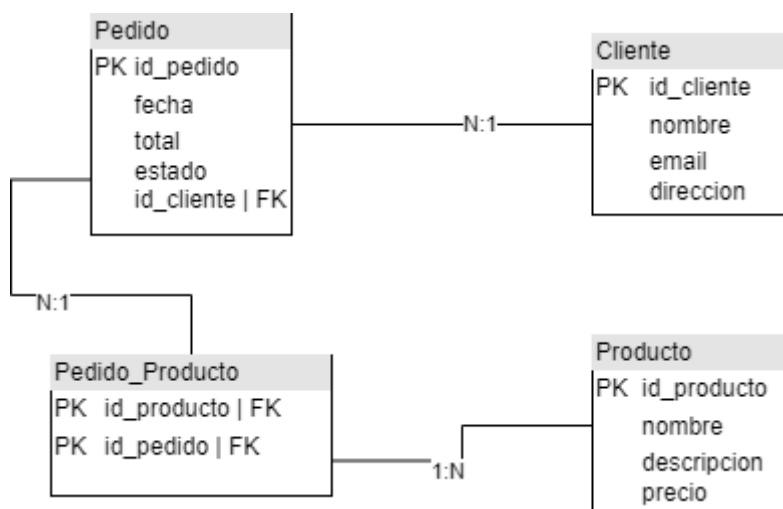 Pedido
PK id_pedido
fecha
total
estado
id_cliente | FK
N:1
Cliente
PK id_cliente
nombre
email
direccion
N:1
Pedido_Producto
PK id_producto | FK
PK id_pedido | FK
1:N
Producto
PK id_producto
nombre
descripcion
precio